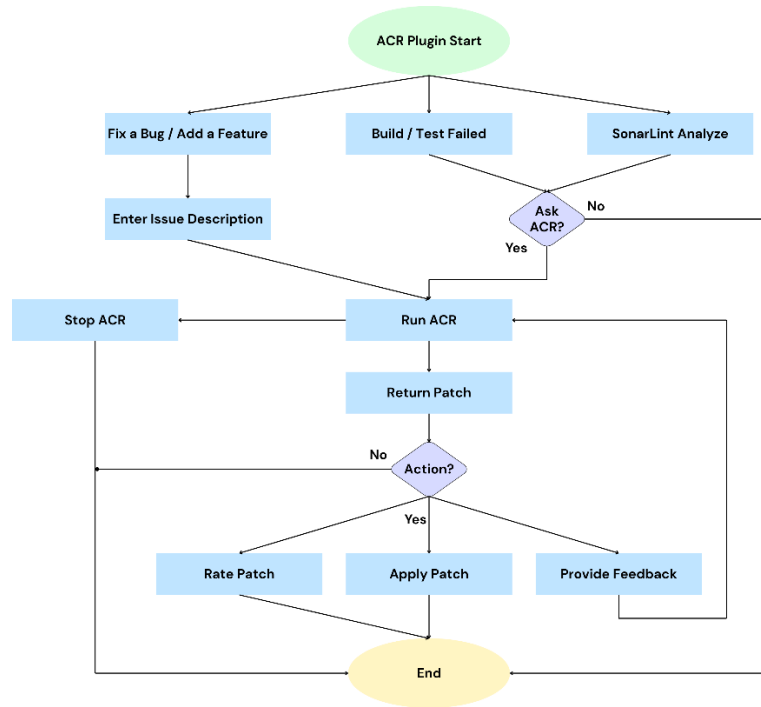 ACR Plugin Start
Fix a Bug / Add a Feature
Build / Test Failed
SonarLint Analyze
Enter Issue Description
Ask
ACR?
No
Yes
Stop ACR
Run ACR
Return Patch
No
Action?
Yes
Rate Patch
Apply Patch
Provide Feedback
End